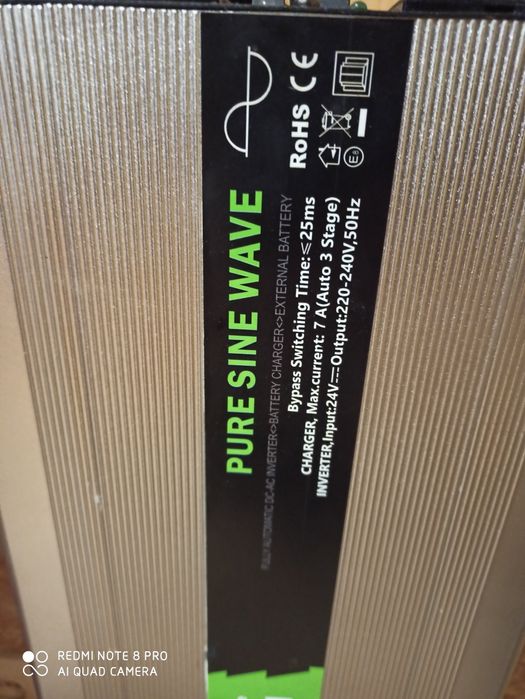 PURE SINE WAVE
FULLY AUTOMATIC DC-AC INVERTER<>BATTERY CHARGER<>EXTERNAL BATTERY
Bypass Switching Time:≤25ms
CHARGER, Max.current: 7 A(Auto 3 Stage)
INVERTER,Input:24V⎓Output:220-240V,50Hz
RoHS CE
E8
REDMI NOTE 8 PRO
AI QUAD CAMERA